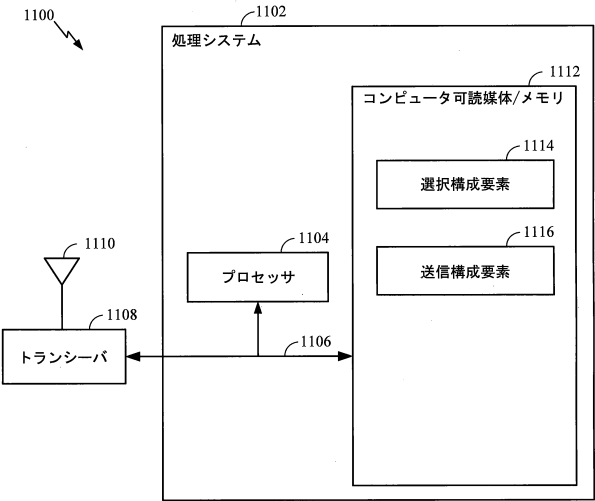 1100
1102
処理システム
1112
コンピュータ可読媒体/メモリ
1114
選択構成要素
1116
送信構成要素
1104
プロセッサ
1110
1108
トランシーバ
1106